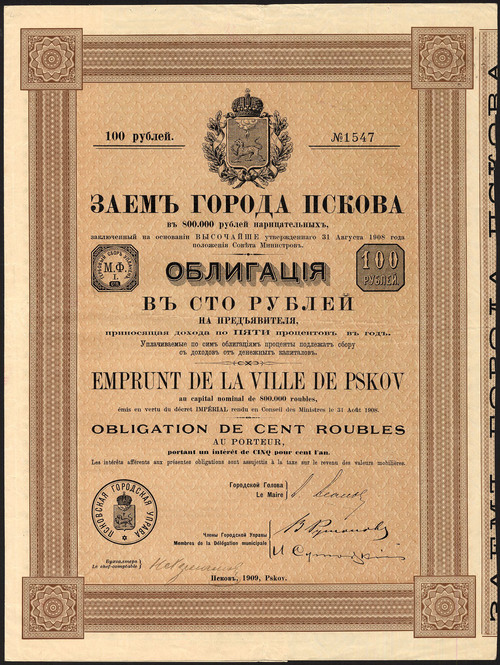 100 рублей.
№1547
ЗАЕМЪ ГОРОДА ПСКОВА
въ 800.000 рублей нарицательныхъ,
заключенный на основаніи ВЫСОЧАЙШЕ утвержденнаго 31 Августа 1908 года
положенія Совѣта Министровъ.
М.Ф.
I.
ОБЛИГАЦІЯ
100
РУБЛЕЙ
ВЪ СТО РУБЛЕЙ
НА ПРЕДЪЯВИТЕЛЯ,
приносящая дохода по ПЯТИ процентовъ въ годъ.
Уплачиваемые по симъ облигаціямъ проценты подлежатъ сбору
съ доходовъ отъ денежныхъ капиталовъ.
EMPRUNT DE LA VILLE DE PSKOV
au capital nominal de 800.000 roubles,
émis en vertu du décret IMPÉRIAL rendu en Conseil des Ministres le 31 Août 1908.
OBLIGATION DE CENT ROUBLES
AU PORTEUR,
portant un intérêt de CINQ pour cent l'an.
Les intérêts afférents aux présentes obligations sont assujettis à la taxe sur le revenu des valeurs mobilières.
Городской Голова
Le Maire
ПСКОВСКАЯ ГОРОДСКАЯ УПРАВА
Члены Городской Управы
Membres de la Délégation municipale
Бухгалтеръ
Le chef-comptable
Псковъ, 1909, Pskov.